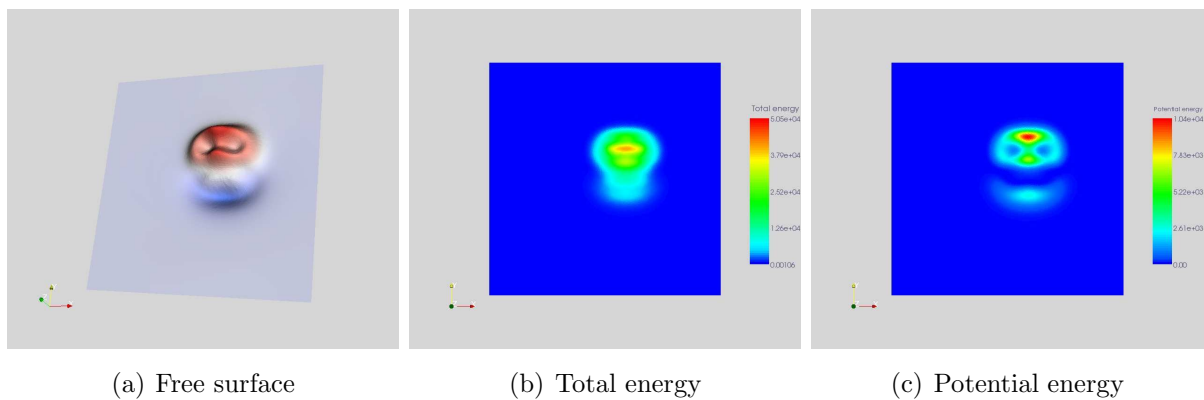 Total energy
5.05e+04
3.79e+04
2.52e+04
1.26e+04
0.00106
Potential energy
1.04e+04
7.83e+03
5.22e+03
2.61e+03
0.00
(a) Free surface
(b) Total energy
(c) Potential energy